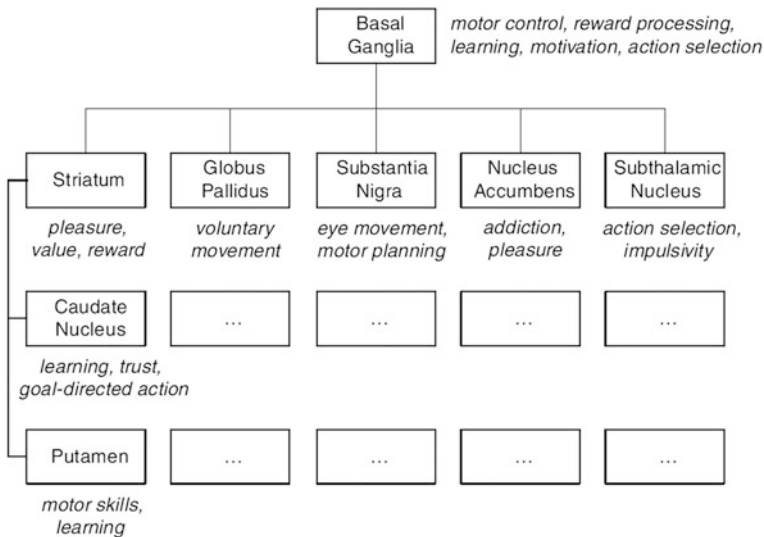 Basal
Ganglia
motor control, reward processing,
learning, motivation, action selection
Striatum
Globus
Pallidus
Substantia
Nigra
Nucleus
Accumbens
Subthalamic
Nucleus
pleasure,
value, reward
voluntary
movement
eye movement,
motor planning
addiction,
pleasure
action selection,
impulsivity
Caudate
Nucleus
...
...
...
...
learning, trust,
goal-directed action
Putamen
...
...
...
...
motor skills,
learning